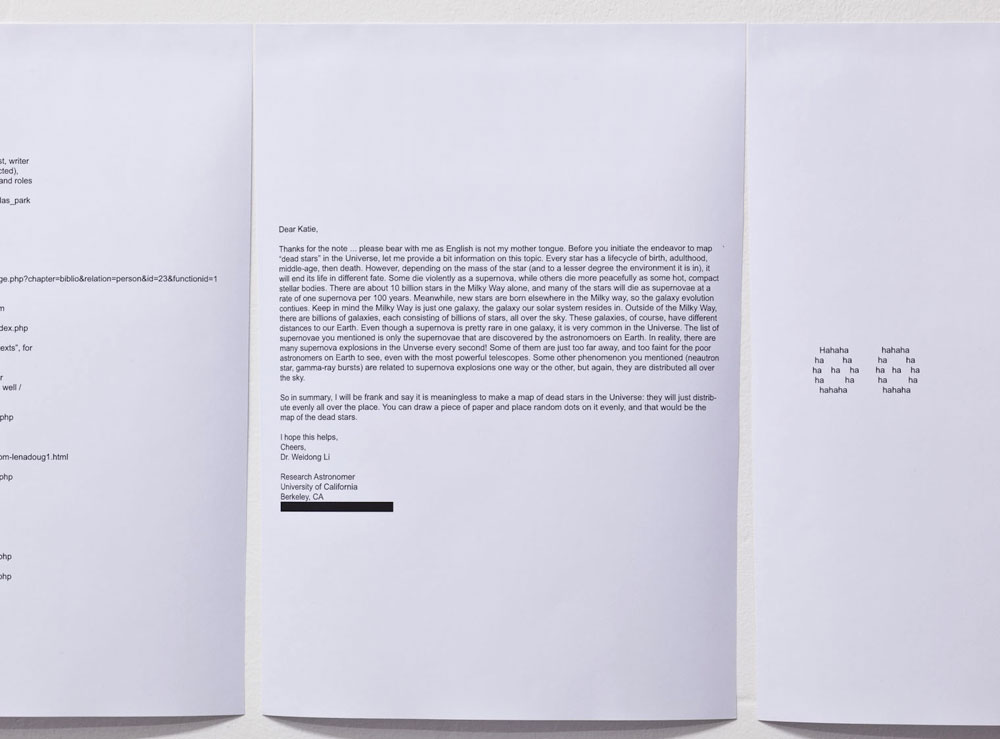 st, writer
cted),
and roles
las_park
ge.php?chapter=biblio&relation=person&id=23&functionid=1
m
dex.php
exts", for
r
well /
php
om-lenadoug1.html
php
php
php
Dear Katie,
Thanks for the note ... please bear with me as English is not my mother tongue. Before you initiate the endeavor to map
"dead stars" in the Universe, let me provide a bit information on this topic. Every star has a lifecycle of birth, adulthood,
middle-age, then death. However, depending on the mass of the star (and to a lesser degree the environment it is in), it
will end its life in different fate. Some die violently as a supernova, while others die more peacefully as some hot, compact
stellar bodies. There are about 10 billion stars in the Milky Way alone, and many of the stars will die as supernovae at a
rate of one supernova per 100 years. Meanwhile, new stars are born elsewhere in the Milky way, so the galaxy evolution
contiues. Keep in mind the Milky Way is just one galaxy, the galaxy our solar system resides in. Outside of the Milky Way,
there are billions of galaxies, each consisting of billions of stars, all over the sky. These galaxies, of course, have different
distances to our Earth. Even though a supernova is pretty rare in one galaxy, it is very common in the Universe. The list of
supernovae you mentioned is only the supernovae that are discovered by the astronomoers on Earth. In reality, there are
many supernova explosions in the Unverse every second! Some of them are just too far away, and too faint for the poor
astronomers on Earth to see, even with the most powerful telescopes. Some other phenomenon you mentioned (neautron
star, gamma-ray bursts) are related to supernova explosions one way or the other, but again, they are distributed all over
the sky.
So in summary, I will be frank and say it is meaningless to make a map of dead stars in the Universe: they will just distrib-
ute evenly all over the place. You can draw a piece of paper and place random dots on it evenly, and that would be the
map of the dead stars.
I hope this helps,
Cheers,
Dr. Weidong Li
Research Astronomer
University of California
Berkeley, CA
Hahaha hahaha
ha ha ha ha
ha ha ha ha ha ha
ha ha ha ha
hahaha hahaha